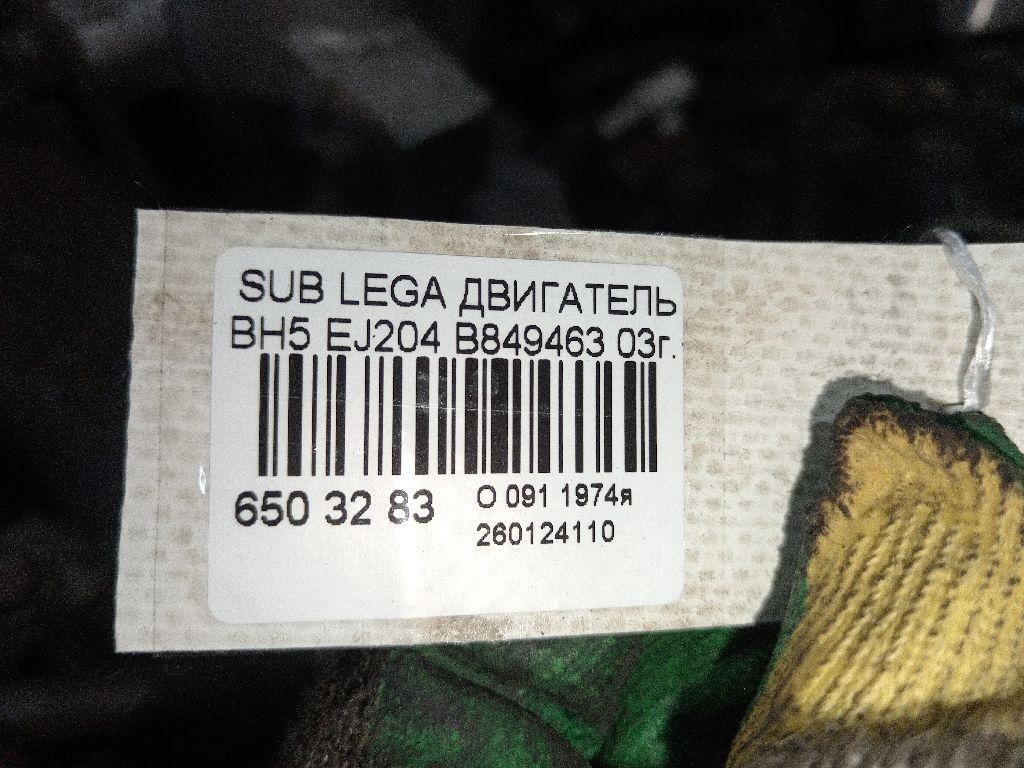 SUB LEGA ДВИГАТЕЛЬ
BH5 EJ204 B849463 03г.
650 32 83
О 091 1974я
260124110